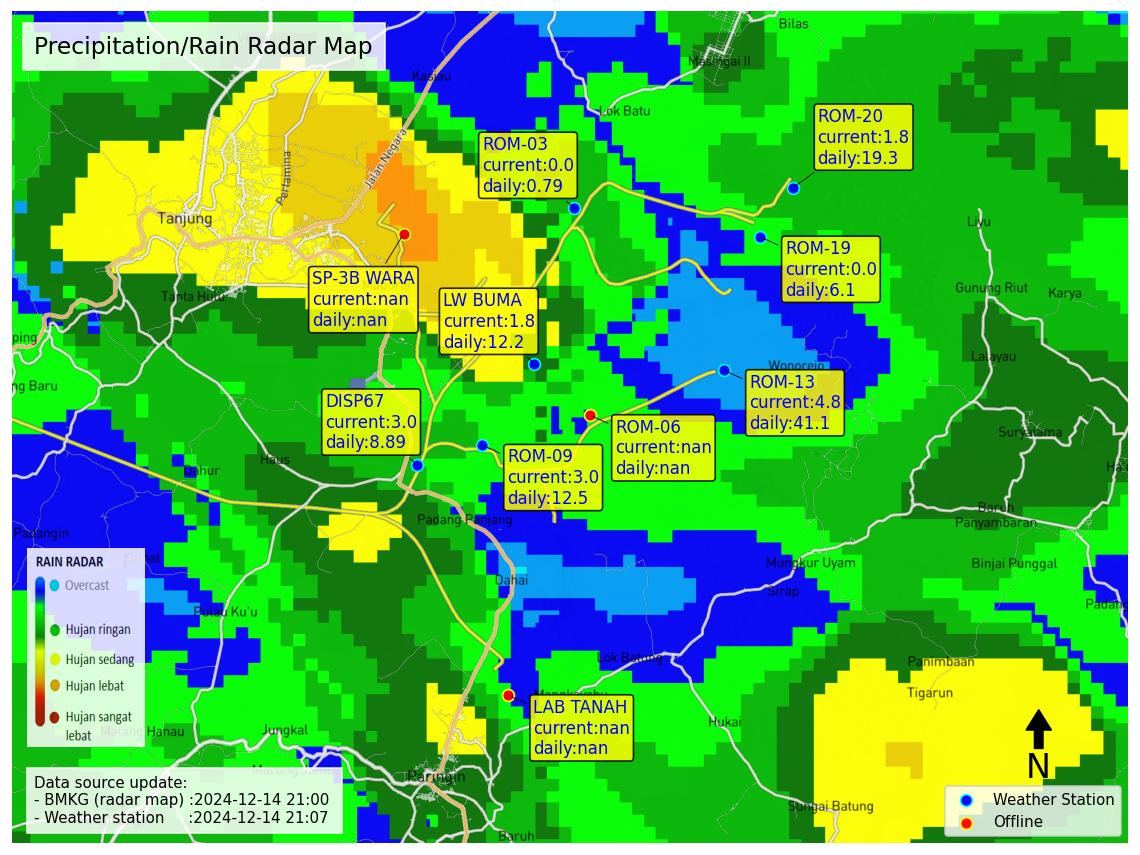 Precipitation/Rain Radar Map
Bilas
Masingai II
Kasiau
Lok Batu
ROM-20
current:1.8
daily:19.3
ROM-03
current:0.0
daily:0.79
Jalan Negara
Pertamina
Tanjung
Liyu
ROM-19
current:0.0
daily:6.1
SP-3B WARA
current:nan
daily:nan
LW BUMA
current:1.8
daily:12.2
Tanta Hulu
Gunung Riut
Karya
ping
Lalayau
Wonorejo
ng Baru
ROM-13
current:4.8
daily:41.1
DISP67
current:3.0
daily:8.89
ROM-06
current:nan
daily:nan
Suryatama
ROM-09
current:3.0
daily:12.5
Haus
Dahur
Padang Panjang
Baruh
Panyambaran
Padangin
Mungkur Uyam
Binjai Punggal
RAIN RADAR
Overcast
Hujan ringan
Hujan sedang
Hujan lebat
Hujan sangat
lebat
Dahai
Sirap
Pulau Ku'u
Padang
Lok Batung
Panimbaan
Tigarun
LAB TANAH
current:nan
daily:nan
Hukai
Jungkal
N
Paringin
Sungai Batung
Baruh
Data source update:
- BMKG (radar map) :2024-12-14 21:00
- Weather station :2024-12-14 21:07
Weather Station
Offline